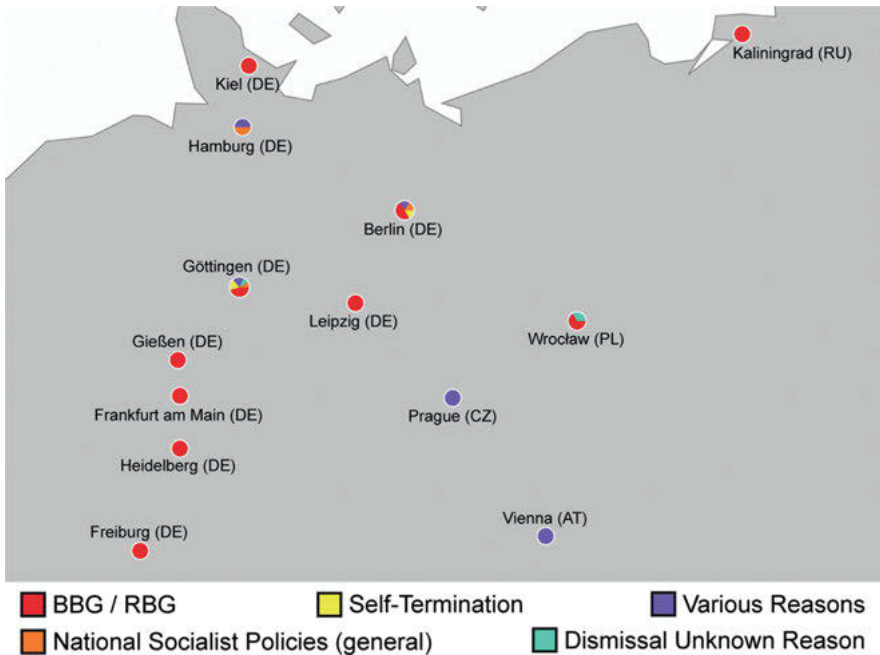 Kaliningrad (RU)
Kiel (DE)
Hamburg (DE)
Berlin (DE)
Göttingen (DE)
Leipzig (DE)
Wrocław (PL)
Gießen (DE)
Frankfurt am Main (DE)
Prague (CZ)
Heidelberg (DE)
Vienna (AT)
Freiburg (DE)
BBG / RBG
Self-Termination
Various Reasons
National Socialist Policies (general)
Dismissal Unknown Reason